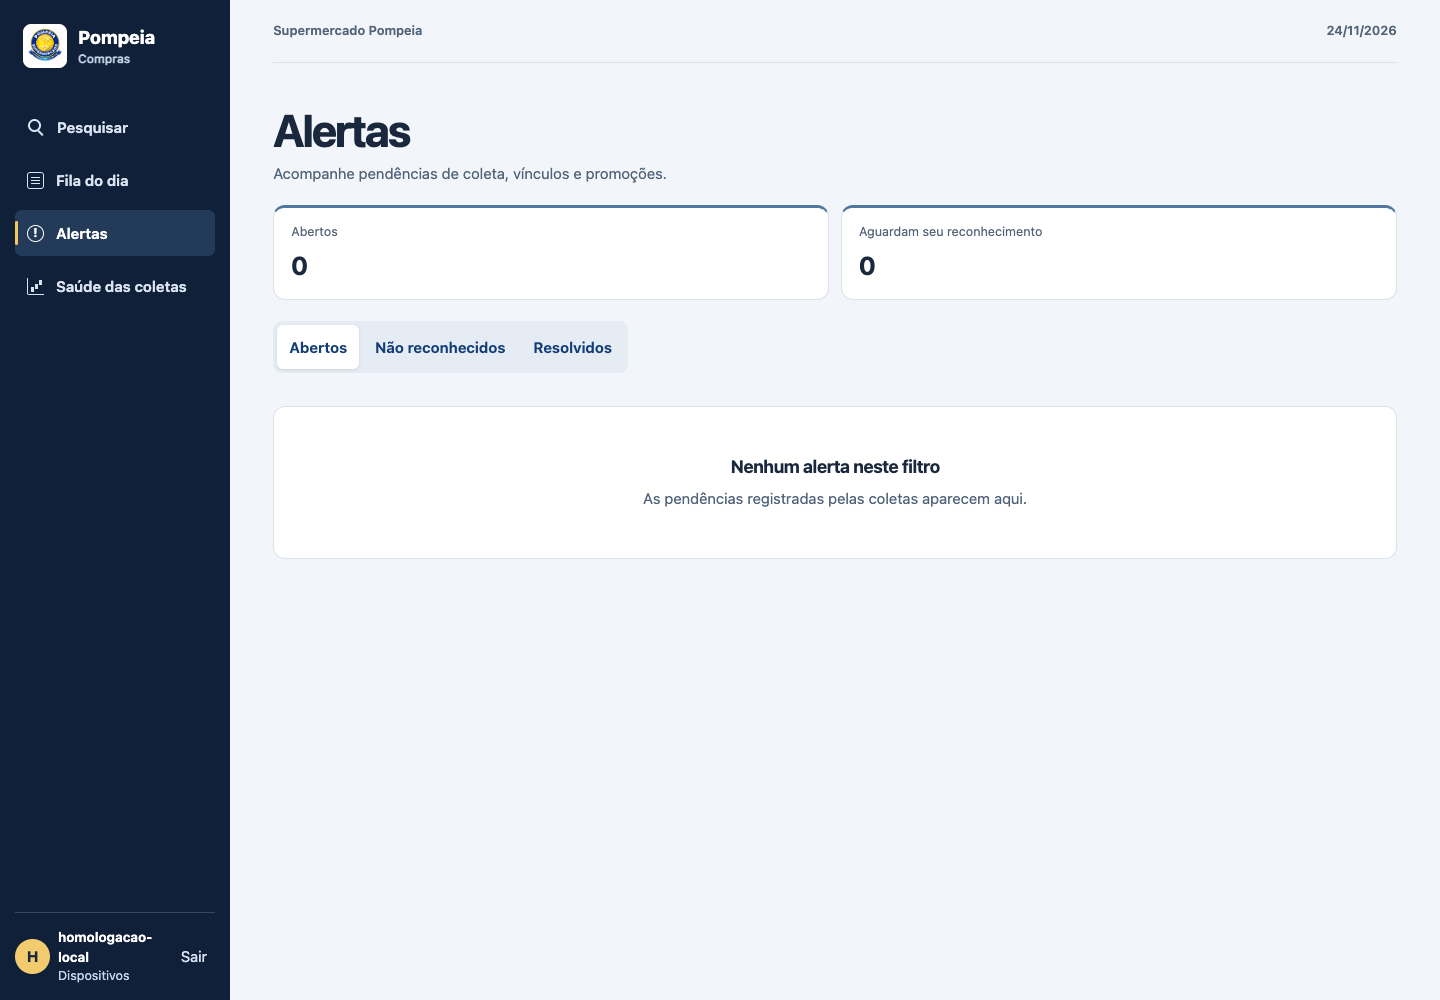 Pompeia
Compras
Pesquisar
Fila do dia
Alertas
Saúde das coletas
H
homologacao-
local
Dispositivos
Sair
Supermercado Pompeia
24/11/2026
Alertas
Acompanhe pendências de coleta, vínculos e promoções.
Abertos
0
Aguardam seu reconhecimento
0
Abertos
Não reconhecidos
Resolvidos
Nenhum alerta neste filtro
As pendências registradas pelas coletas aparecem aqui.